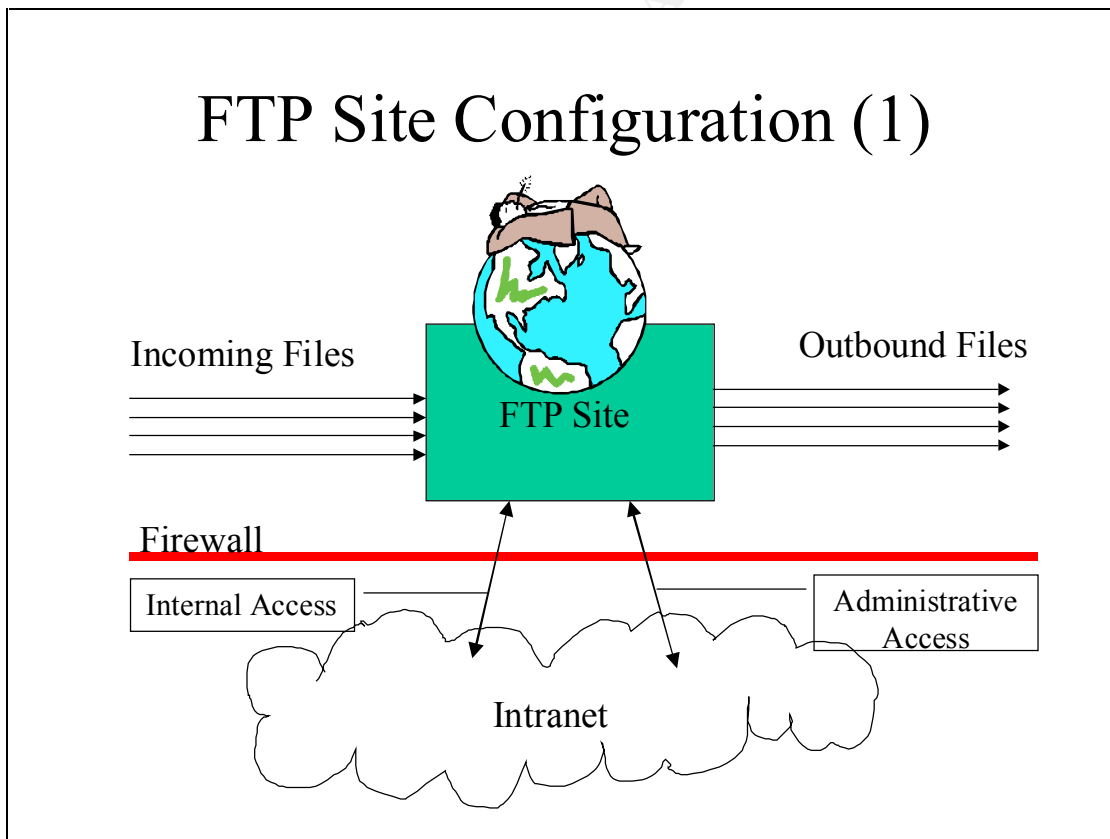 FTP Site Configuration (1)
Incoming Files
Outbound Files
FTP Site
Firewall
Internal Access
Administrative
Access
Intranet